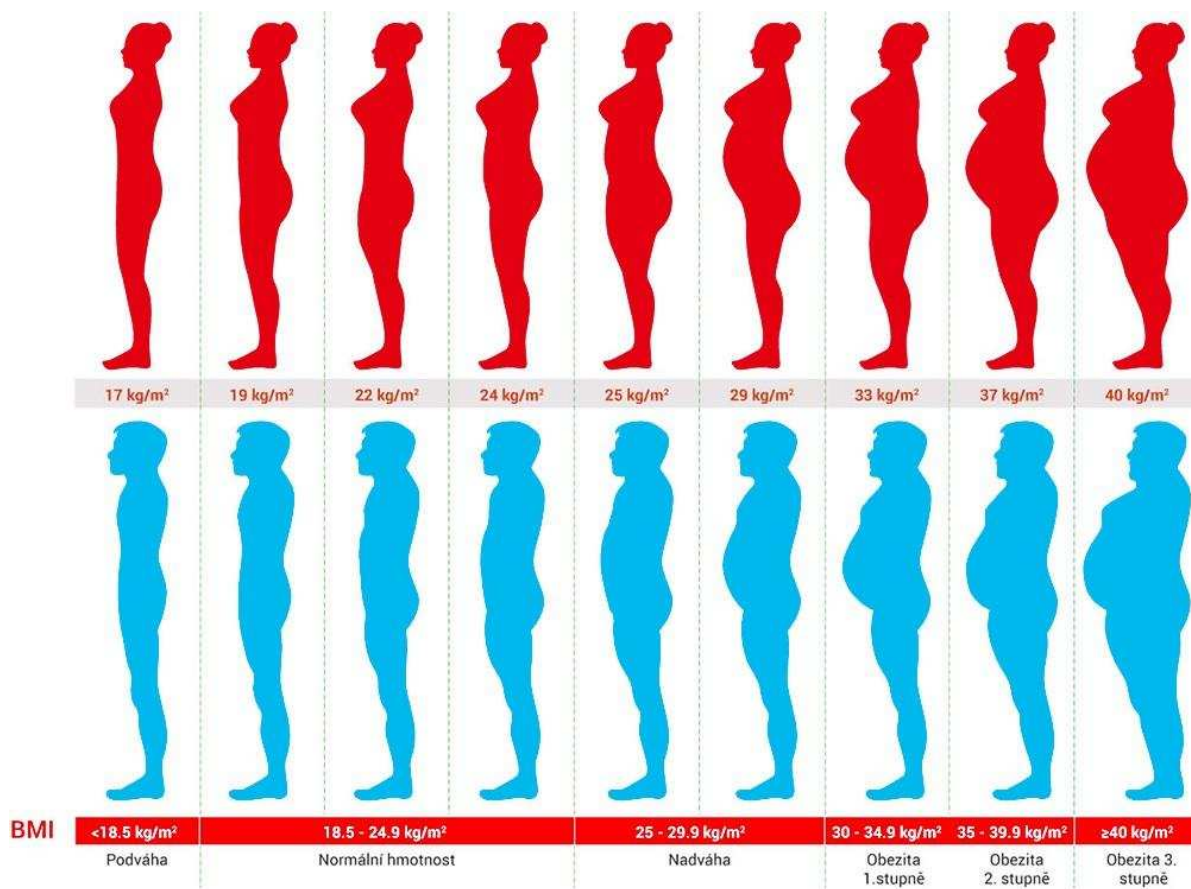 17 kg/m²
19 kg/m²
22 kg/m²
24 kg/m²
25 kg/m²
29 kg/m²
33 kg/m²
37 kg/m²
40 kg/m²
BMI
<18.5 kg/m²
18.5 - 24.9 kg/m²
25 - 29.9 kg/m²
30 - 34.9 kg/m²
35 - 39.9 kg/m²
≥40 kg/m²
Podváha
Normální hmotnost
Nadváha
Obezita
1.stupně
Obezita
2. stupně
Obezita 3.
stupně